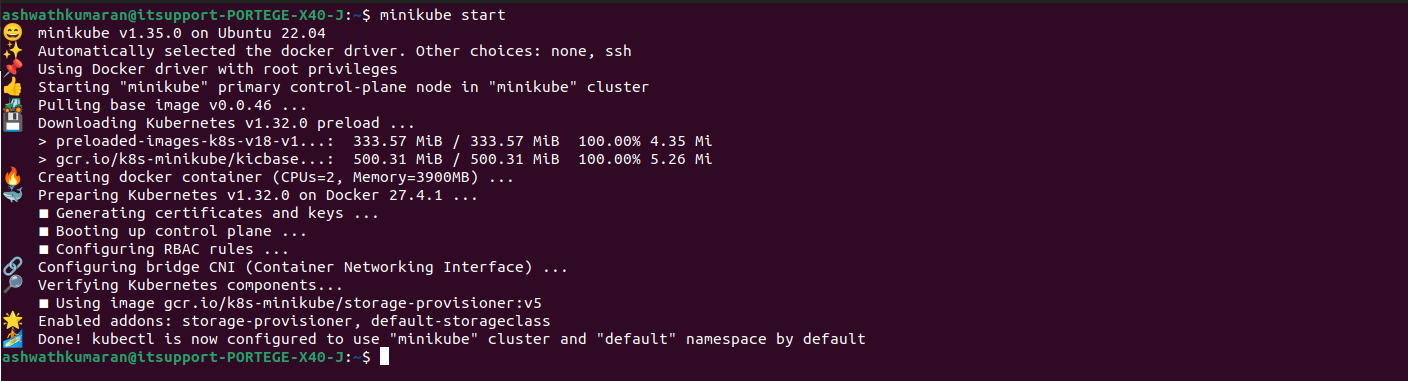 ashwathkumaran@itsupport-PORTEGE-X40-J:~$ minikube start
😄 minikube v1.35.0 on Ubuntu 22.04
✨ Automatically selected the docker driver. Other choices: none, ssh
📌 Using Docker driver with root privileges
👍 Starting "minikube" primary control-plane node in "minikube" cluster
🚜 Pulling base image v0.0.46 ...
💾 Downloading Kubernetes v1.32.0 preload ...
> preloaded-images-k8s-v18-v1...: 333.57 MiB / 333.57 MiB 100.00% 4.35 Mi
> gcr.io/k8s-minikube/kicbase...: 500.31 MiB / 500.31 MiB 100.00% 5.26 Mi
🔥 Creating docker container (CPUs=2, Memory=3900MB) ...
🐳 Preparing Kubernetes v1.32.0 on Docker 27.4.1 ...
▪ Generating certificates and keys ...
▪ Booting up control plane ...
▪ Configuring RBAC rules ...
🔗 Configuring bridge CNI (Container Networking Interface) ...
🔎 Verifying Kubernetes components...
▪ Using image gcr.io/k8s-minikube/storage-provisioner:v5
🌟 Enabled addons: storage-provisioner, default-storageclass
🏄 Done! kubectl is now configured to use "minikube" cluster and "default" namespace by default
ashwathkumaran@itsupport-PORTEGE-X40-J:~$